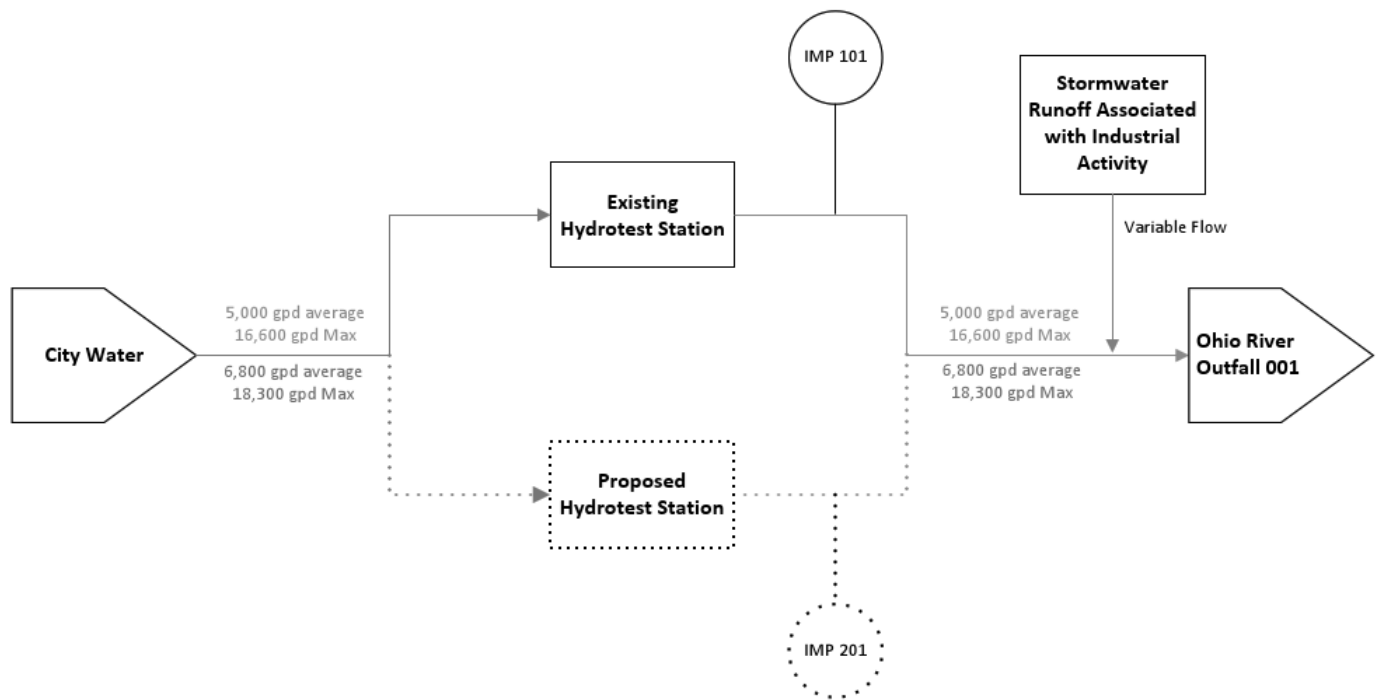 IMP 101
Stormwater
Runoff Associated
with Industrial
Activity
Existing
Hydrotest Station
Variable Flow
5,000 gpd average
16,600 gpd Max
City Water
6,800 gpd average
18,300 gpd Max
5,000 gpd average
16,600 gpd Max
6,800 gpd average
18,300 gpd Max
Ohio River
Outfall 001
Proposed
Hydrotest Station
IMP 201